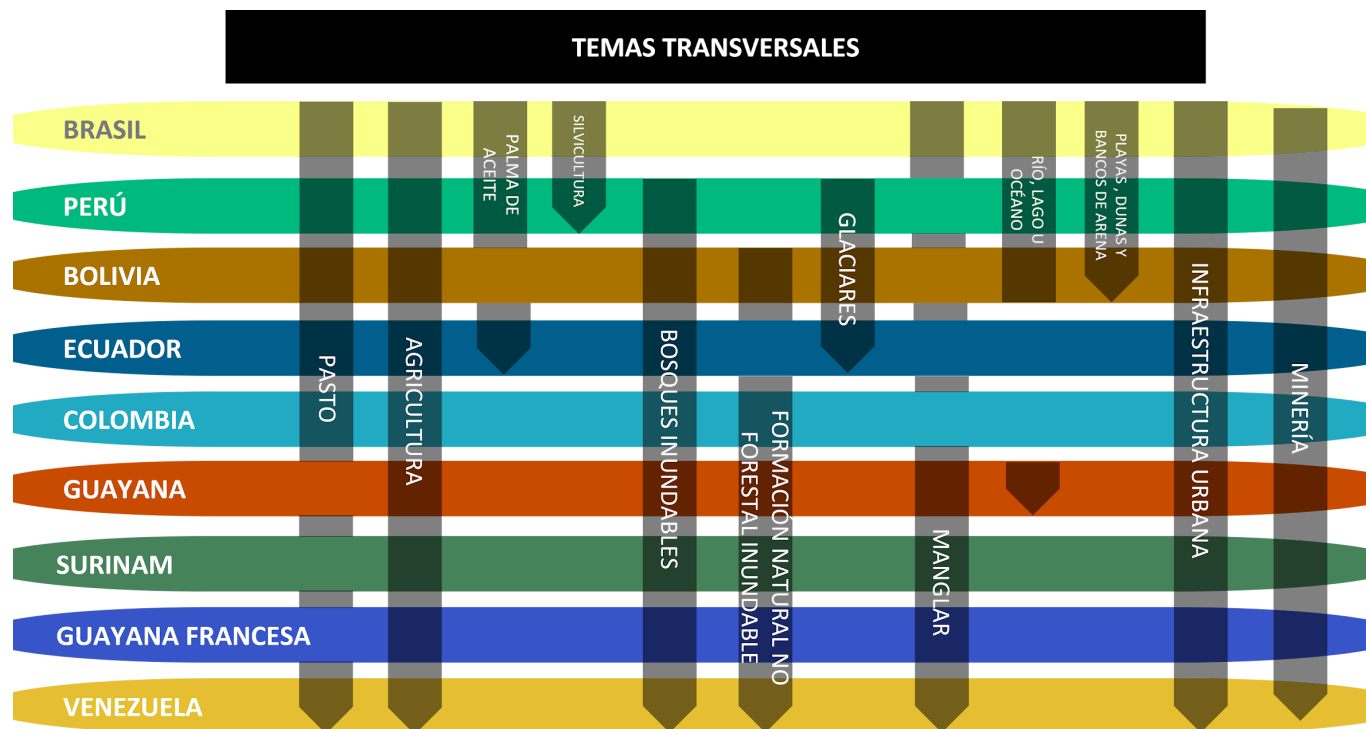 TEMAS TRANSVERSALES
BRASIL
PERÚ
BOLIVIA
ECUADOR
COLOMBIA
GUAYANA
SURINAM
GUAYANA FRANCESA
VENEZUELA
PASTO
AGRICULTURA
PALMA DE
ACEITE
SILVICULTURA
BOSQUES INUNDABLES
FORMACIÓN NATURAL NO
FORESTAL INUNDABLE
GLACIARES
MANGLAR
RÍO, LAGO U
OCÉANO
PLAYAS , DUNAS Y
BANCOS DE ARENA
INFRAESTRUCTURA URBANA
MINERÍA